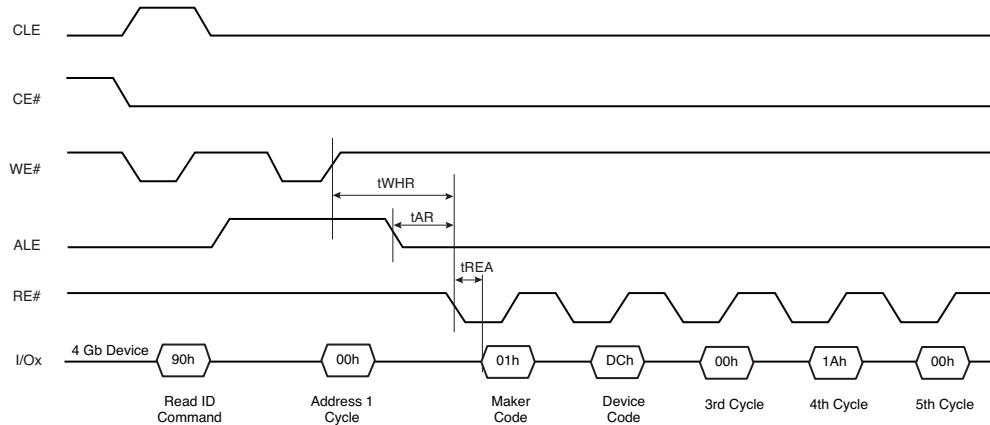 CLE
CE#
WE#
tWHR
tAR
ALE
tREA
RE#
I/Ox 4 Gb Device 90h 00h 01h DCh 00h 1Ah 00h
Read ID Command
Address 1 Cycle
Maker Code
Device Code
3rd Cycle
4th Cycle
5th Cycle